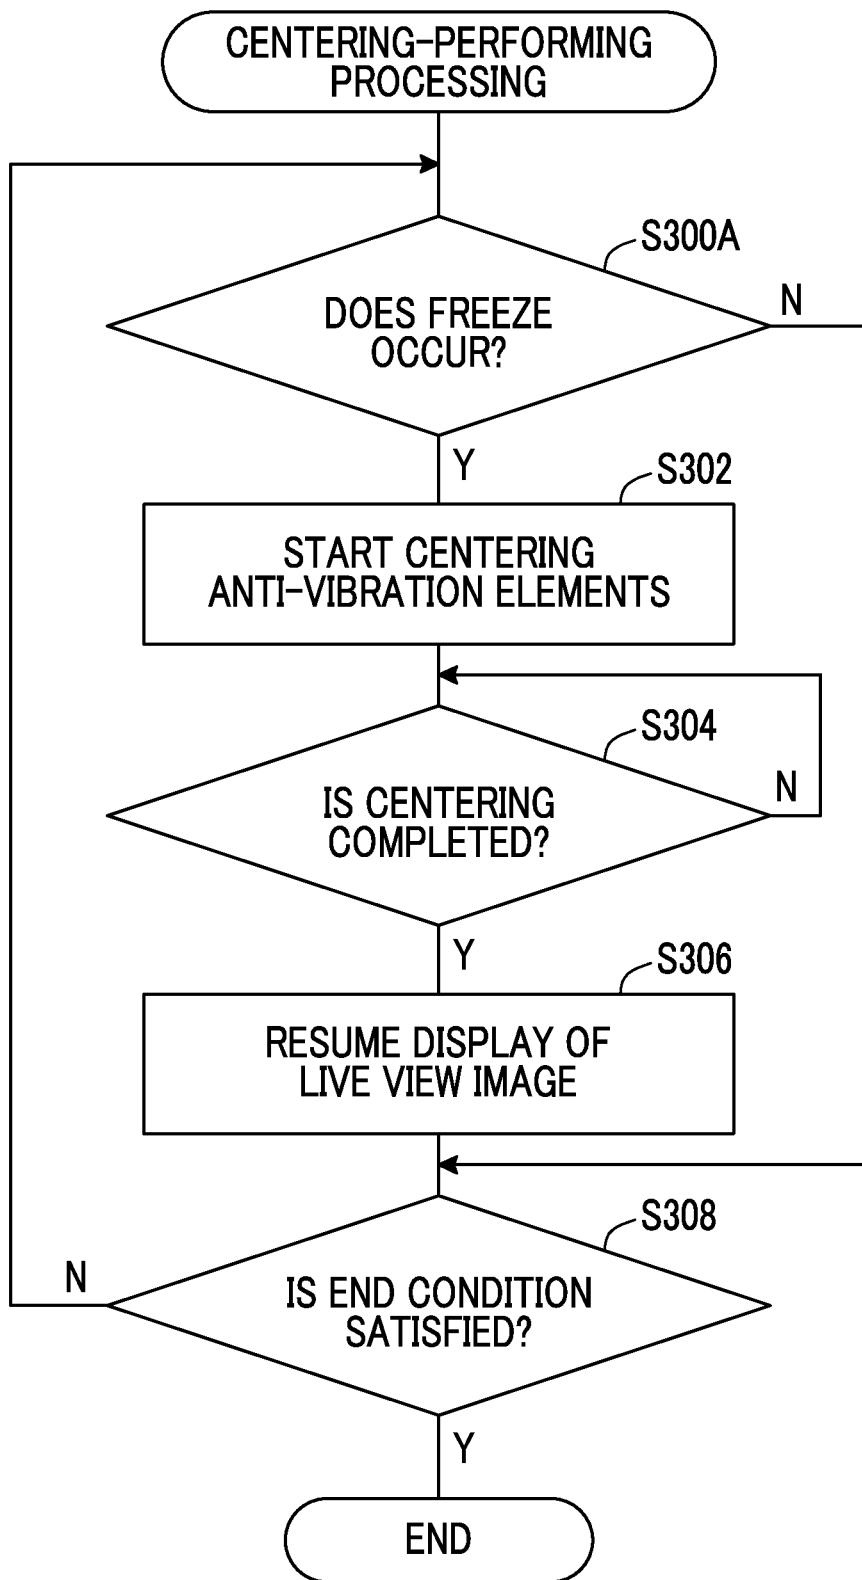 CENTERING-PERFORMING
PROCESSING
S300A
DOES FREEZE
OCCUR?
N
Y
S302
START CENTERING
ANTI-VIBRATION ELEMENTS
S304
IS CENTERING
COMPLETED?
N
Y
S306
RESUME DISPLAY OF
LIVE VIEW IMAGE
S308
N
IS END CONDITION
SATISFIED?
Y
END